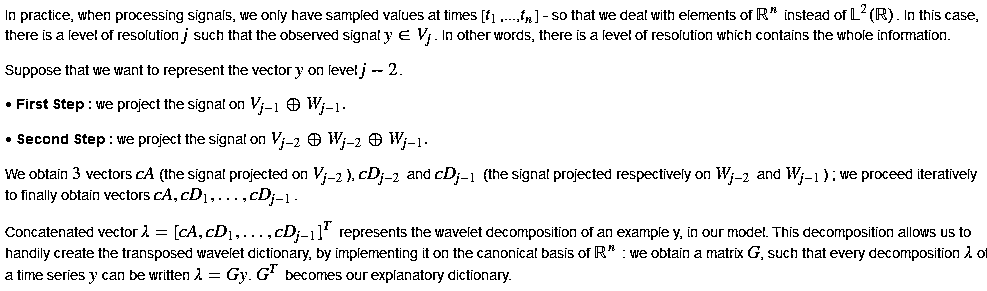 In practice, when processing signals, we only have sampled values at times [t₁ ,...,tₙ] - so that we deal with elements of ℝⁿ instead of 𝕃²(ℝ). In this case,
there is a level of resolution j such that the observed signal y ∈ Vⱼ. In other words, there is a level of resolution which contains the whole information.
Suppose that we want to represent the vector y on level j − 2.
• First Step : we project the signal on Vⱼ₋₁ ⊕ Wⱼ₋₁.
• Second Step : we project the signal on Vⱼ₋₂ ⊕ Wⱼ₋₂ ⊕ Wⱼ₋₁.
We obtain 3 vectors cA (the signal projected on Vⱼ₋₂), cDⱼ₋₂ and cDⱼ₋₁ (the signal projected respectively on Wⱼ₋₂ and Wⱼ₋₁) ; we proceed iteratively
to finally obtain vectors cA, cD₁, . . . , cDⱼ₋₁.
Concatenated vector λ = [cA, cD₁, . . . , cDⱼ₋₁]ᵀ represents the wavelet decomposition of an example y, in our model. This decomposition allows us to
handily create the transposed wavelet dictionary, by implementing it on the canonical basis of ℝⁿ : we obtain a matrix G, such that every decomposition λ of
a time series y can be written λ = Gy. Gᵀ becomes our explanatory dictionary.